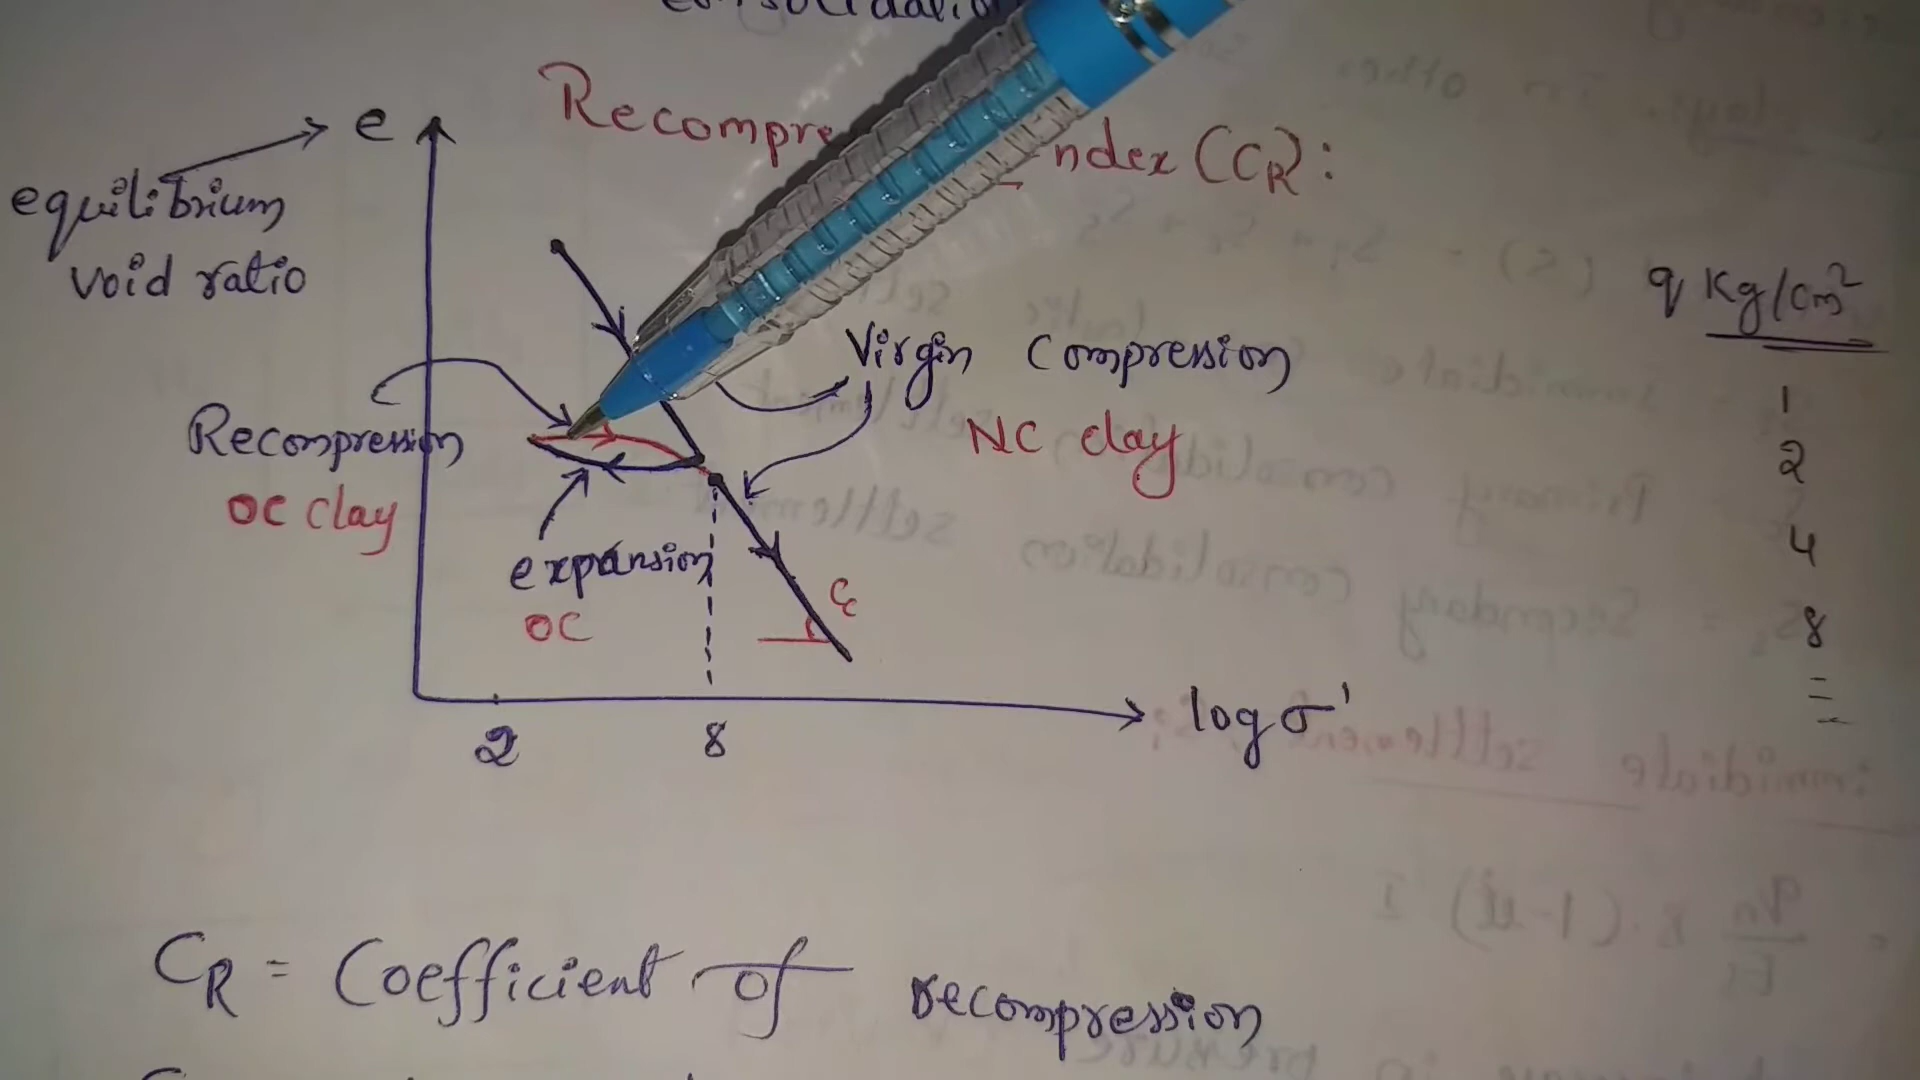 Recompre ndex (CR):
e
equilibrium
void ratio
q Kg/cm²
1
2
4
8
Virgin Compression
NC clay
Recompression
OC clay
expansion
OC
Cc
2
8
log σ'
CR = Coefficient of recompression